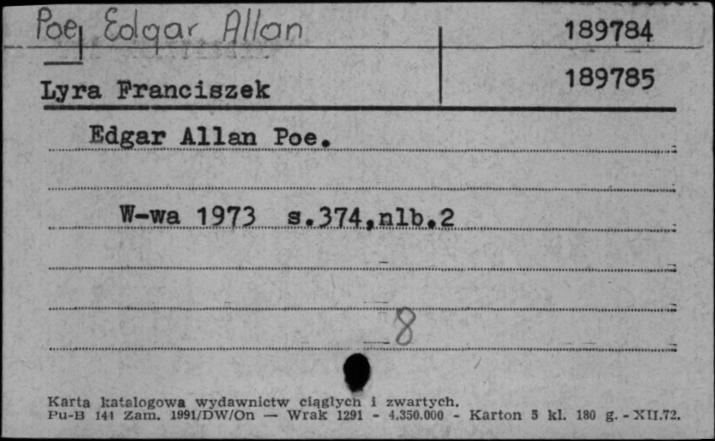 Poe, Edgar Allan 189784
Lyra Franciszek 189785
Edgar Allan Poe.
W-wa 1973 s.374,nlb.2
8
Karta katalogowa wydawnictw ciągłych i zwartych.
Pu-B 141 Zam. 1991/DW/On — Wrak 1291 - 4.350.000 - Karton 5 kl. 180 g. - XII.72.